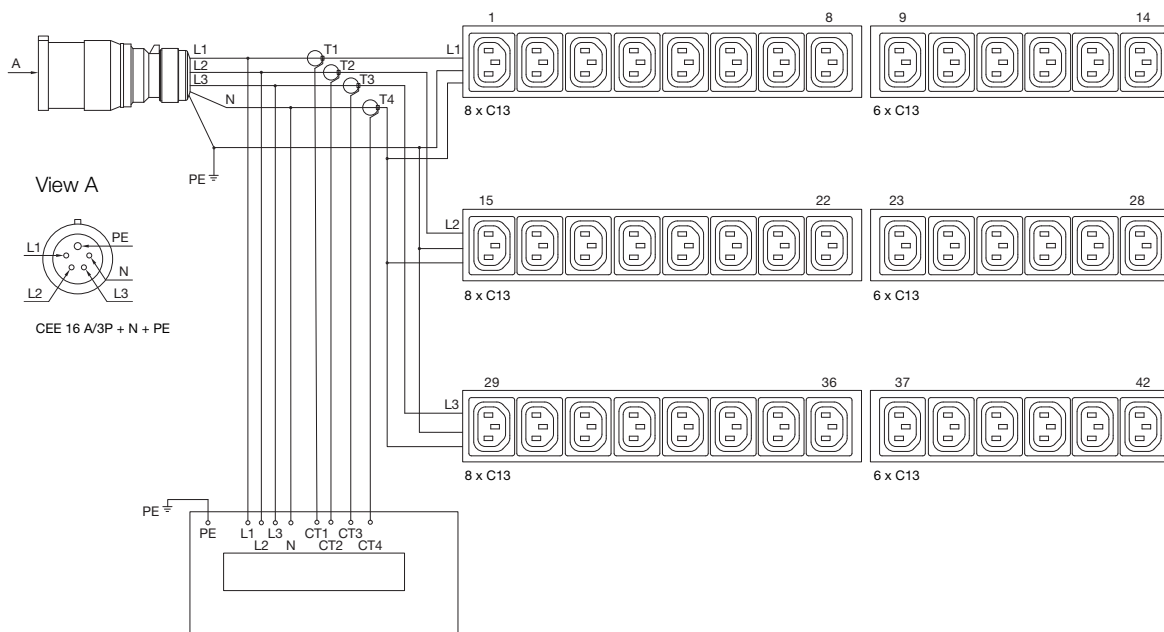 1 8 9 14
L1 T1 L1
L2 T2
L3 T3
A
N T4
8 x C13 6 x C13
PE
View A
15 22 23 28
L1 PE
L2
N
L2 L3
8 x C13 6 x C13
CEE 16 A/3P + N + PE
29 36 37 42
L3
8 x C13 6 x C13
PE
PE L1 L3 CT1 CT3
L2 N CT2 CT4